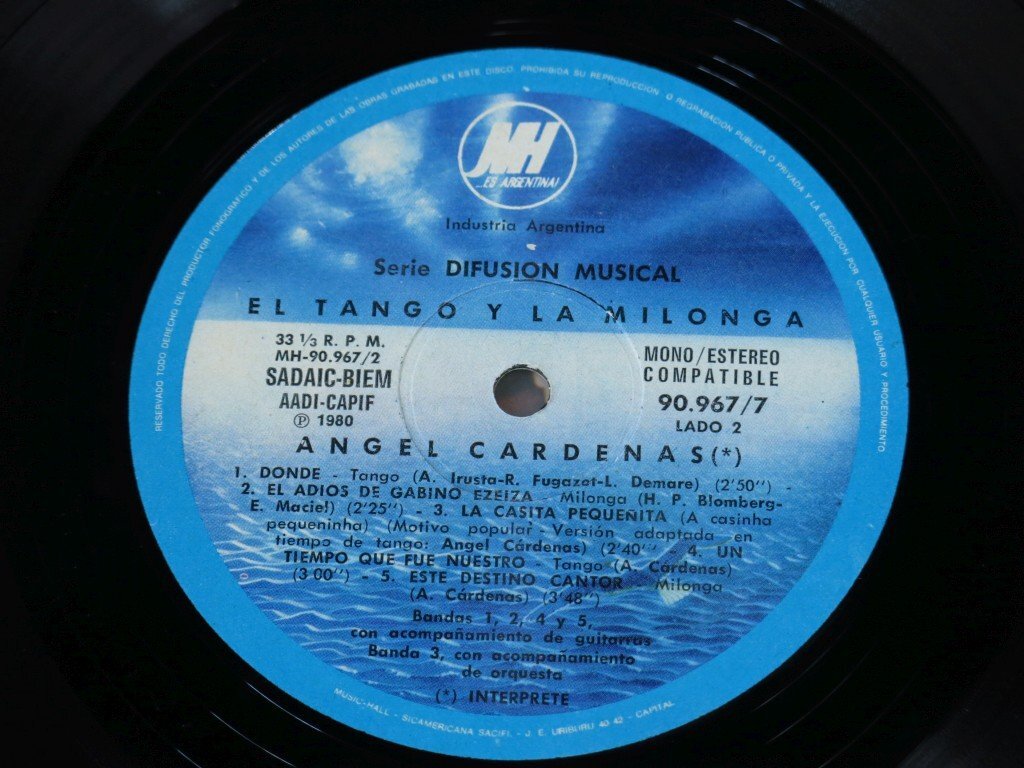 RESERVADO TODO DERECHO DEL PRODUCTOR FONOGRAFICO Y DE LOS AUTORES DE LAS OBRAS GRABADAS EN ESTE DISCO. PROHIBIDA SU REPRODUCCION O REGRABACION PUBLICA O PRIVADA Y LA EJECUCION POR CUALQUIER USUARIO Y PROCEDIMIENTO
MH
...ES ARGENTINA!
Industria Argentina
Serie DIFUSION MUSICAL
EL TANGO Y LA MILONGA
33 1/3 R. P. M.
MH-90.967/2
SADAIC-BIEM
AADI-CAPIF
Ⓟ 1980
MONO/ESTEREO
COMPATIBLE
90.967/7
LADO 2
ANGEL CARDENAS(*)
1. DONDE - Tango (A. Irusta-R. Fugazot-L. Demare) (2'50") -
2. EL ADIOS DE GABINO EZEIZA - Milonga (H. P. Blomberg-
E. Maciel) (2'25") - 3. LA CASITA PEQUEÑITA (A casinha
pequeninha) (Motivo popular - Versión adaptada en
tiempo de tango: Angel Cárdenas) (2'40" 4. UN
TIEMPO QUE FUE NUESTRO - Tango (A. Cárdenas)
(3 00") - 5. ESTE DESTINO CANTOR Milonga
(A. Cárdenas) (3'48")
Bandas 1, 2, 4 y 5,
con acompañamiento de guitarras
Banda 3, con acompañamiento
de orquesta
(*) INTERPRETE
MUSIC-HALL - SICAMERICANA SACIFI. - J. E. URIBURU 40 42 - CAPITAL